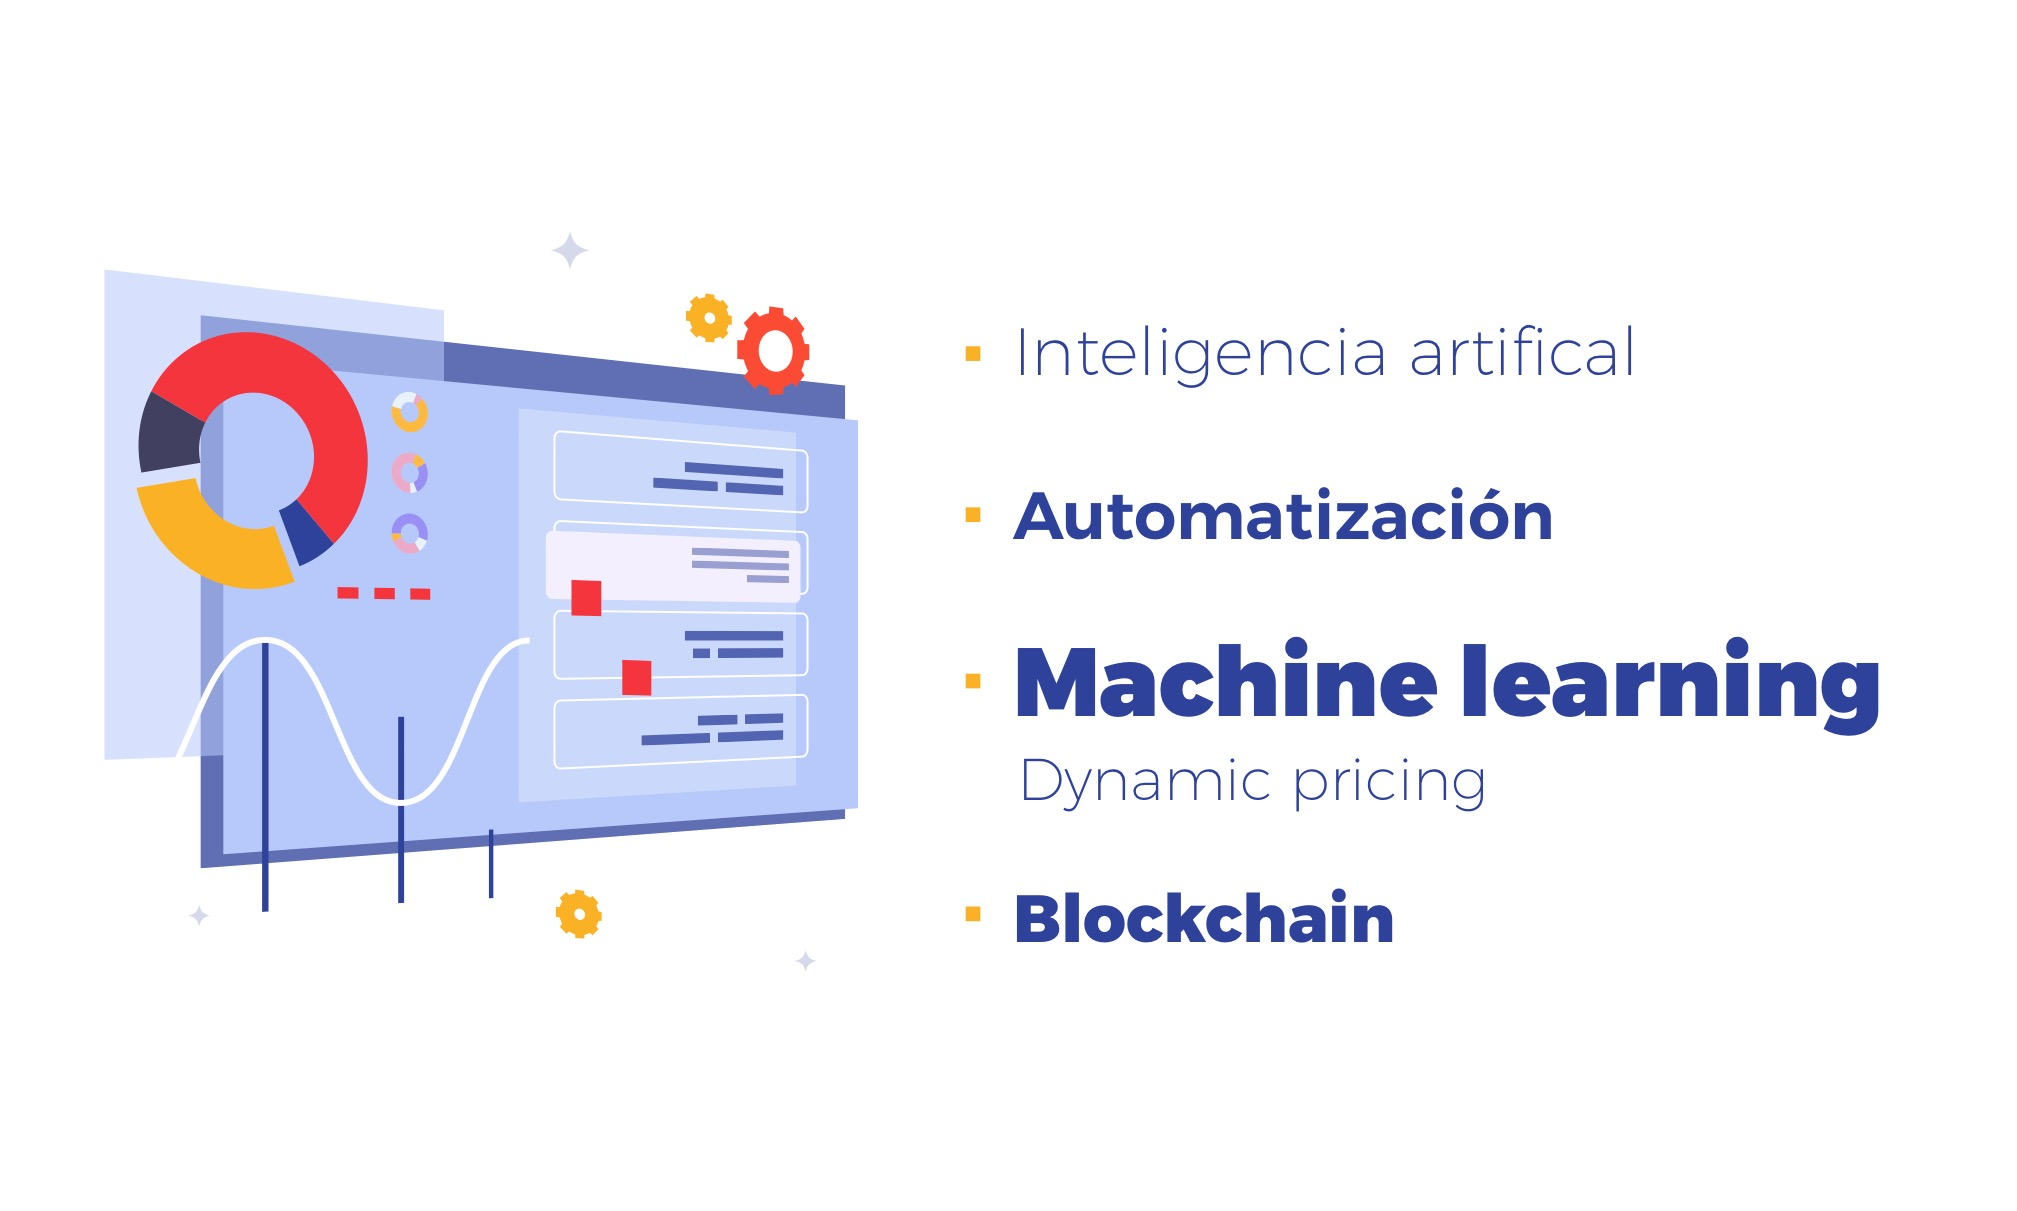 Inteligencia artifical
Automatización
Machine learning
Dynamic pricing
Blockchain